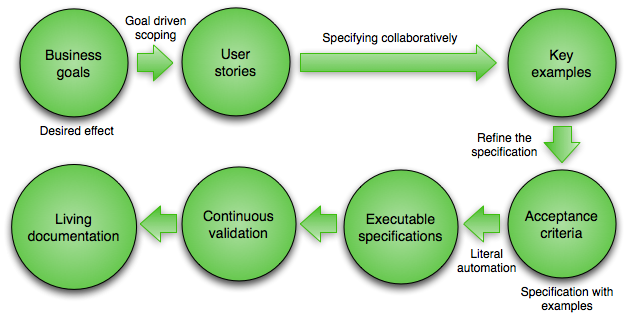 Business
goals
Goal driven
scoping
User
stories
Specifying collaboratively
Key
examples
Desired effect
Refine the
specification
Living
documentation
Continuous
validation
Executable
specifications
Literal
automation
Acceptance
criteria
Specification with
examples